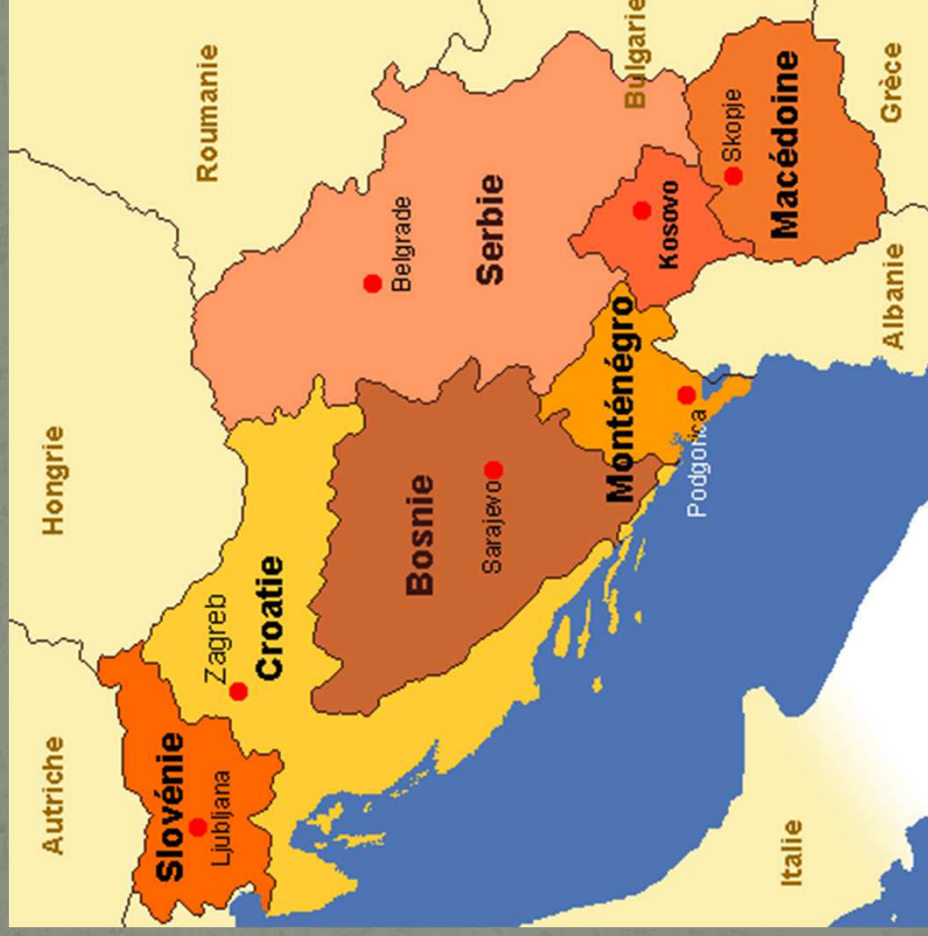 Autriche
Hongrie
Roumanie
Slovénie
Ljubljana
Zagreb
Croatie
Belgrade
Serbie
Bosnie
Sarajevo
Bulgarie
Monténégro
Podgorica
Kosovo
Skopje
Macédoine
Italie
Albanie
Grèce